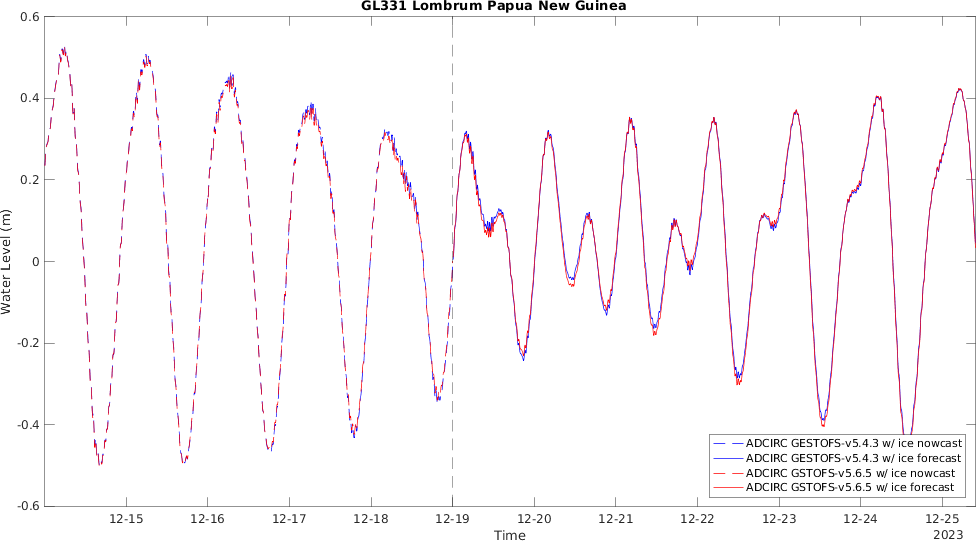 GL331 Lombrum Papua New Guinea
0.6
0.4
0.2
0
-0.2
-0.4
-0.6
Water Level (m)
12-15 12-16 12-17 12-18 12-19 12-20 12-21 12-22 12-23 12-24 12-25
Time
2023
ADCIRC GESTOFS-v5.4.3 w/ ice nowcast
ADCIRC GESTOFS-v5.4.3 w/ ice forecast
ADCIRC GSTOFS-v5.6.5 w/ ice nowcast
ADCIRC GSTOFS-v5.6.5 w/ ice forecast